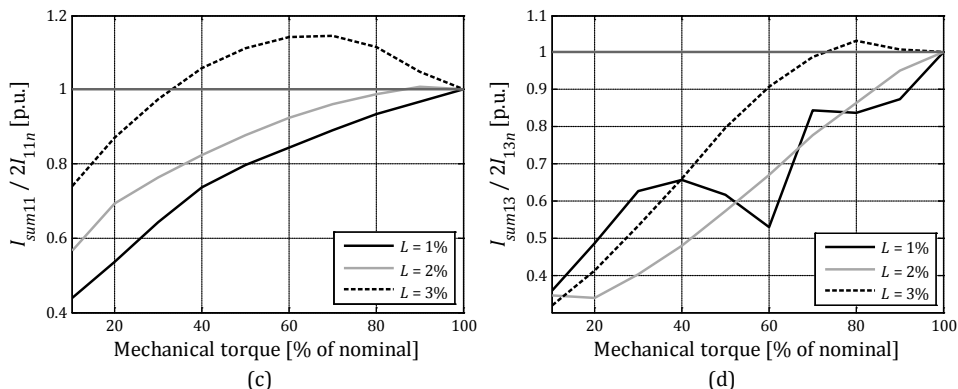 I_sum11 / 2I_11n [p.u.]
1.2
1
0.8
0.6
0.4
20 40 60 80 100
L = 1%
L = 2%
L = 3%
Mechanical torque [% of nominal]
(c)
I_sum13 / 2I_13n [p.u.]
1.1
1
0.9
0.8
0.7
0.6
0.5
0.4
0.3
20 40 60 80 100
L = 1%
L = 2%
L = 3%
Mechanical torque [% of nominal]
(d)